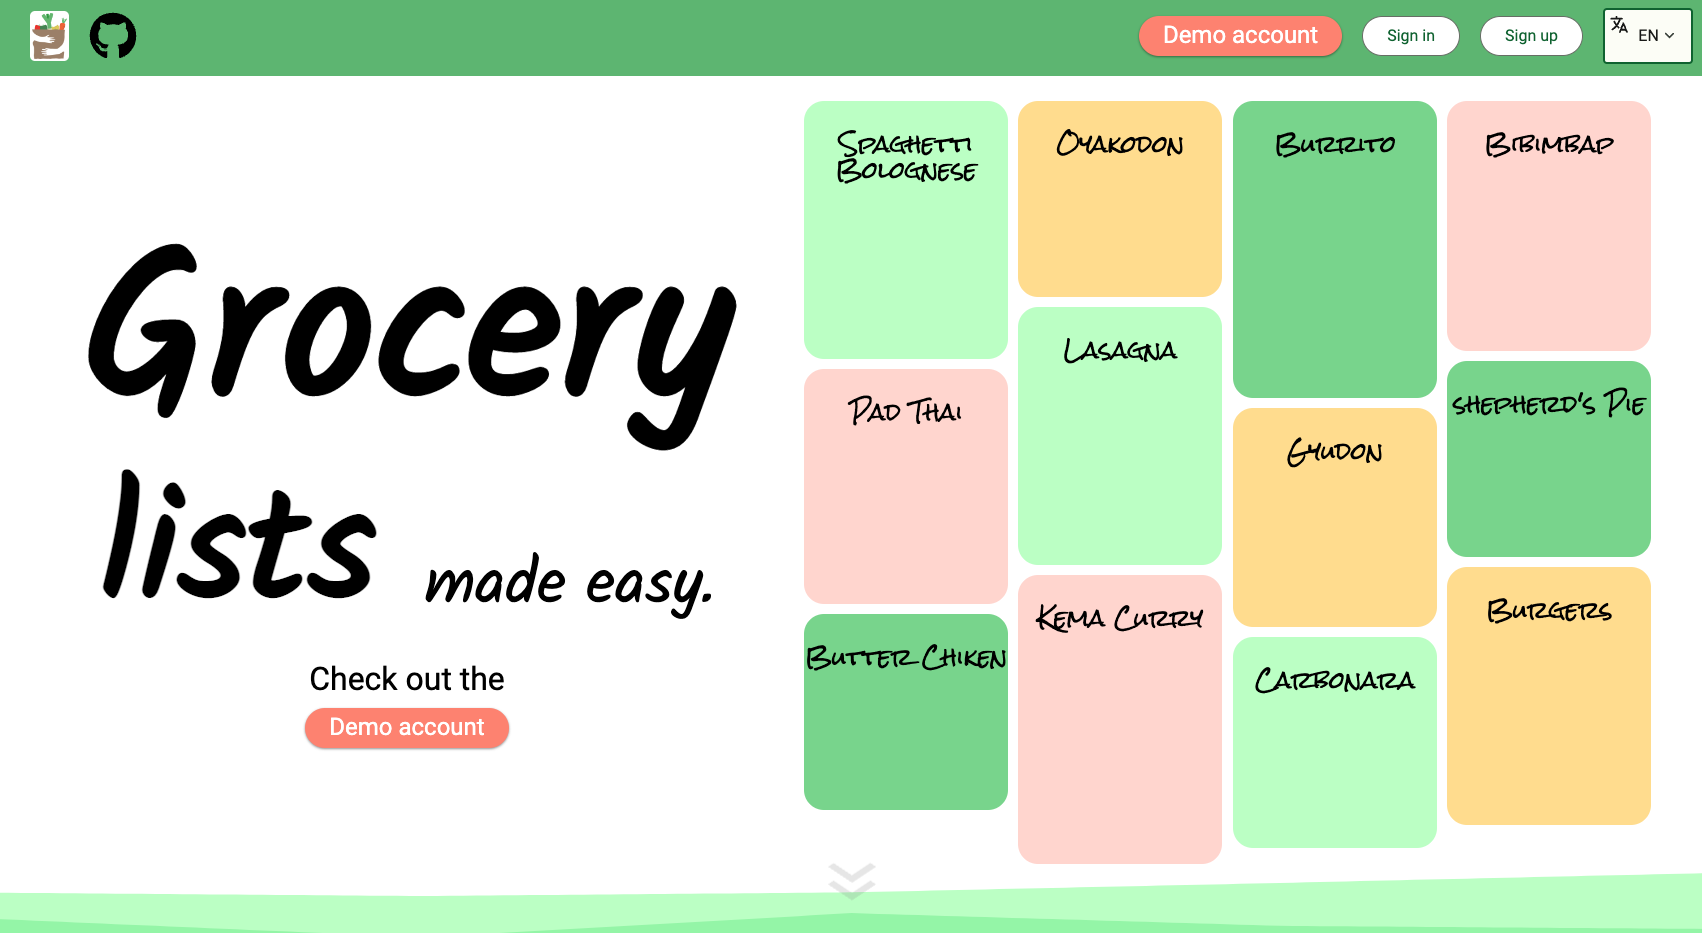 Demo account
Sign in
Sign up
EN
Grocery
lists made easy.
Check out the
Demo account
Spaghetti
Bolognese
Pad Thai
Butter Chiken
Oyakodon
Lasagna
Kema Curry
Burrito
Gyudon
Carbonara
Bibimbap
shepherd's Pie
Burgers